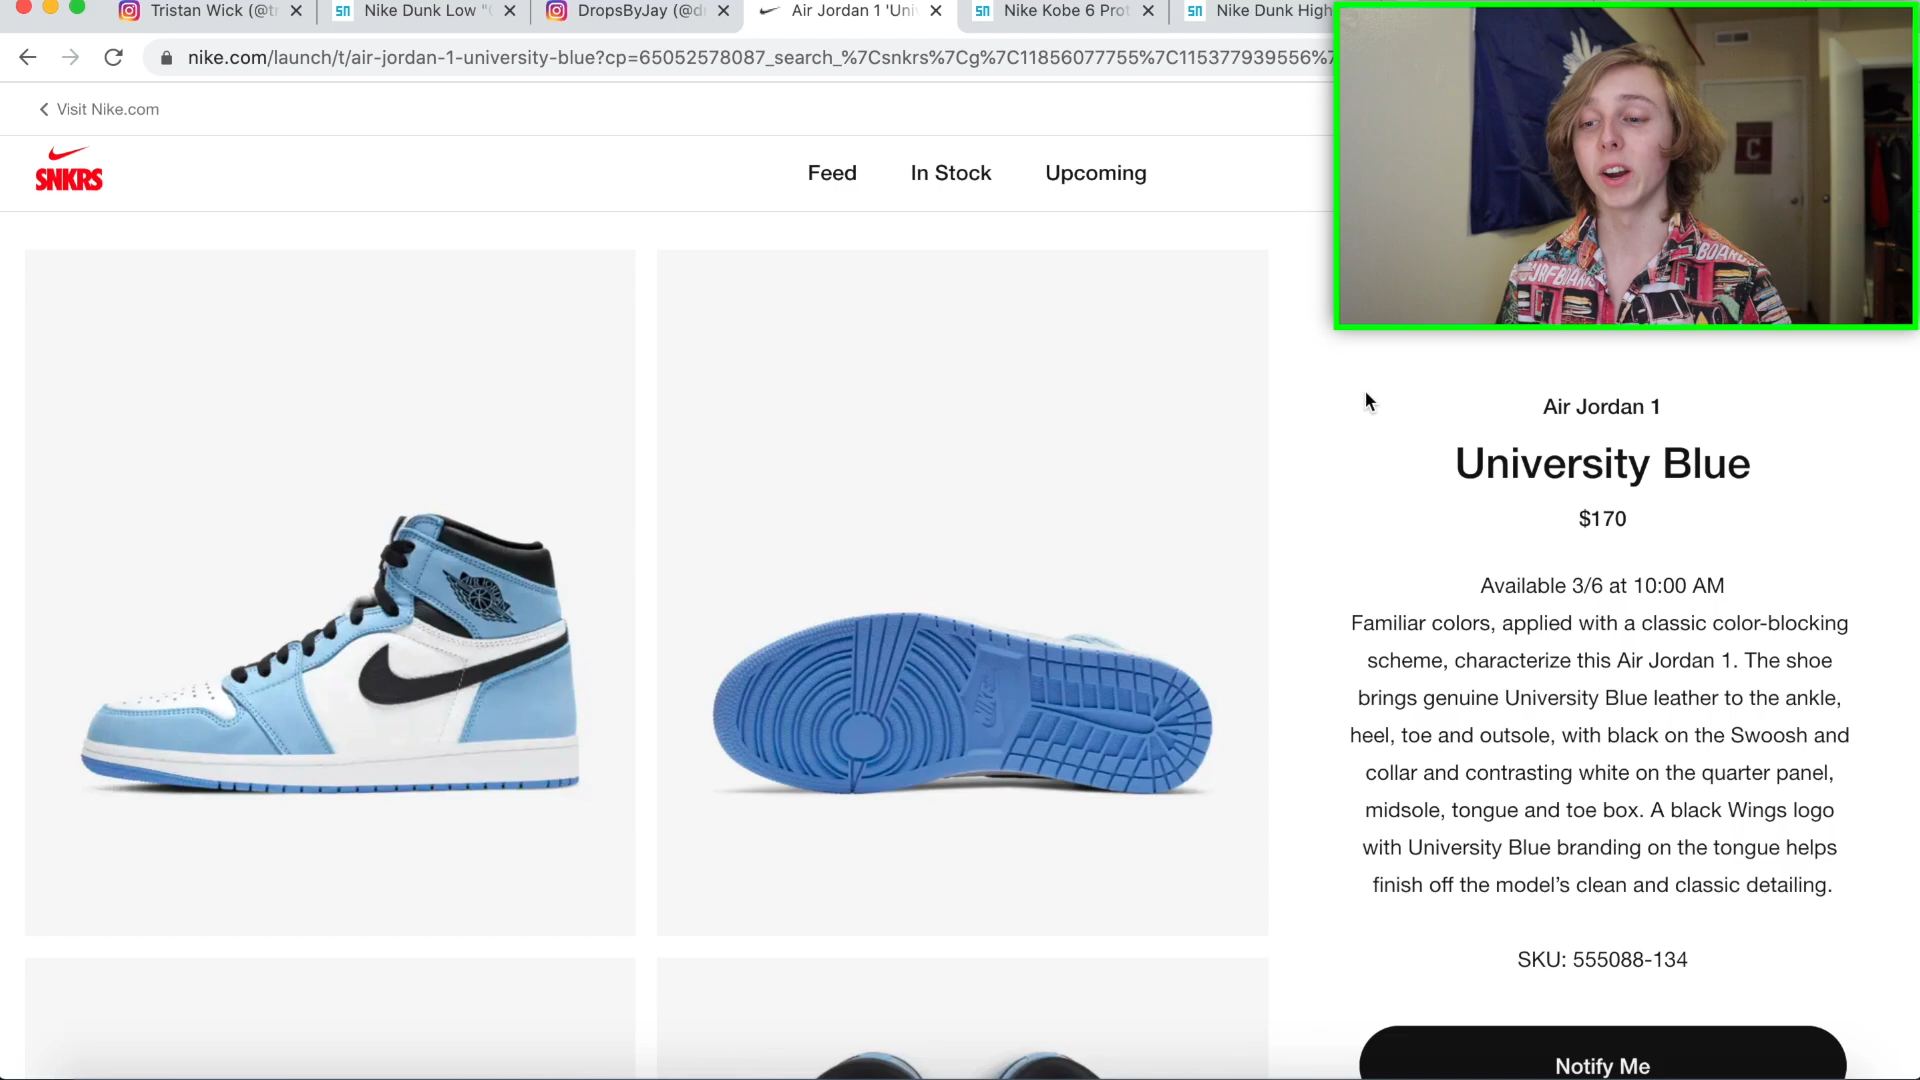 Tristan Wick (@t
Nike Dunk Low "
DropsByJay (@d
Air Jordan 1 'Uni
Nike Kobe 6 Prot
Nike Dunk High
nike.com/launch/t/air-jordan-1-university-blue?cp=65052578087_search_%7Csnkrs%7Cg%7C11856077755%7C115377939556%7
Visit Nike.com
SNKRS
Feed
In Stock
Upcoming
C
SURFBOARD
BOARD
Air Jordan 1
University Blue
$170
Available 3/6 at 10:00 AM
Familiar colors, applied with a classic color-blocking
scheme, characterize this Air Jordan 1. The shoe
brings genuine University Blue leather to the ankle,
heel, toe and outsole, with black on the Swoosh and
collar and contrasting white on the quarter panel,
midsole, tongue and toe box. A black Wings logo
with University Blue branding on the tongue helps
finish off the model’s clean and classic detailing.
SKU: 555088-134
Notify Me